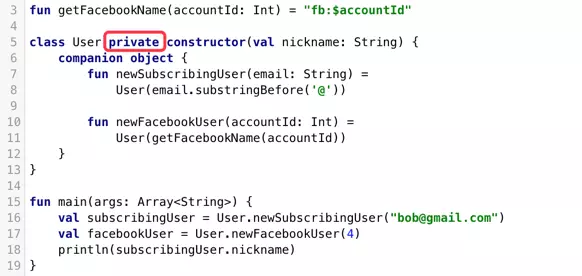 3 fun getFacebookName(accountId: Int) = "fb:$accountId"
4
5 class User private constructor(val nickname: String) {
6     companion object {
7         fun newSubscribingUser(email: String) =
8             User(email.substringBefore('@'))
9
10         fun newFacebookUser(accountId: Int) =
11             User(getFacebookName(accountId))
12     }
13 }
14
15 fun main(args: Array<String>) {
16     val subscribingUser = User.newSubscribingUser("bob@gmail.com")
17     val facebookUser = User.newFacebookUser(4)
18     println(subscribingUser.nickname)
19 }